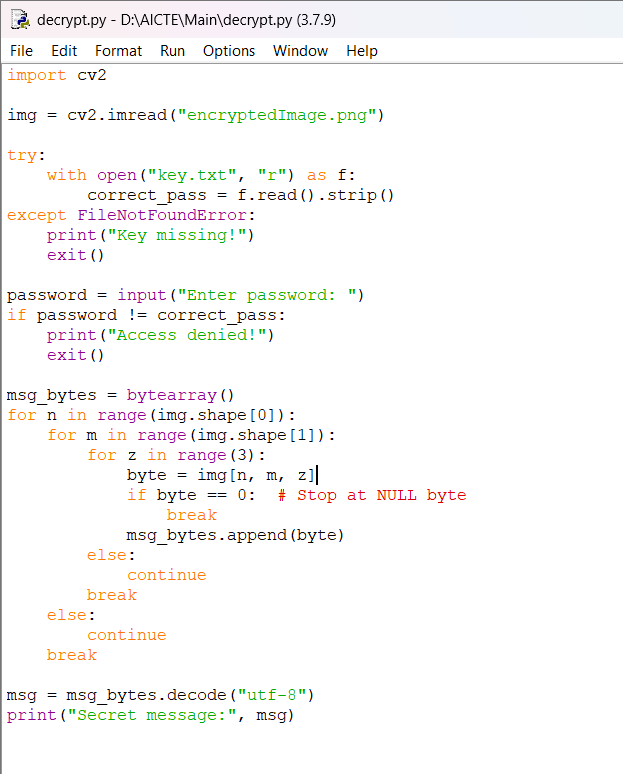 decrypt.py - D:\AICTE\Main\decrypt.py (3.7.9)
File Edit Format Run Options Window Help
import cv2

img = cv2.imread("encryptedImage.png")

try:
    with open("key.txt", "r") as f:
        correct_pass = f.read().strip()
except FileNotFoundError:
    print("Key missing!")
    exit()

password = input("Enter password: ")
if password != correct_pass:
    print("Access denied!")
    exit()

msg_bytes = bytearray()
for n in range(img.shape[0]):
    for m in range(img.shape[1]):
        for z in range(3):
            byte = img[n, m, z]
            if byte == 0:  # Stop at NULL byte
                break
            msg_bytes.append(byte)
        else:
            continue
        break
    else:
        continue
    break

msg = msg_bytes.decode("utf-8")
print("Secret message:", msg)